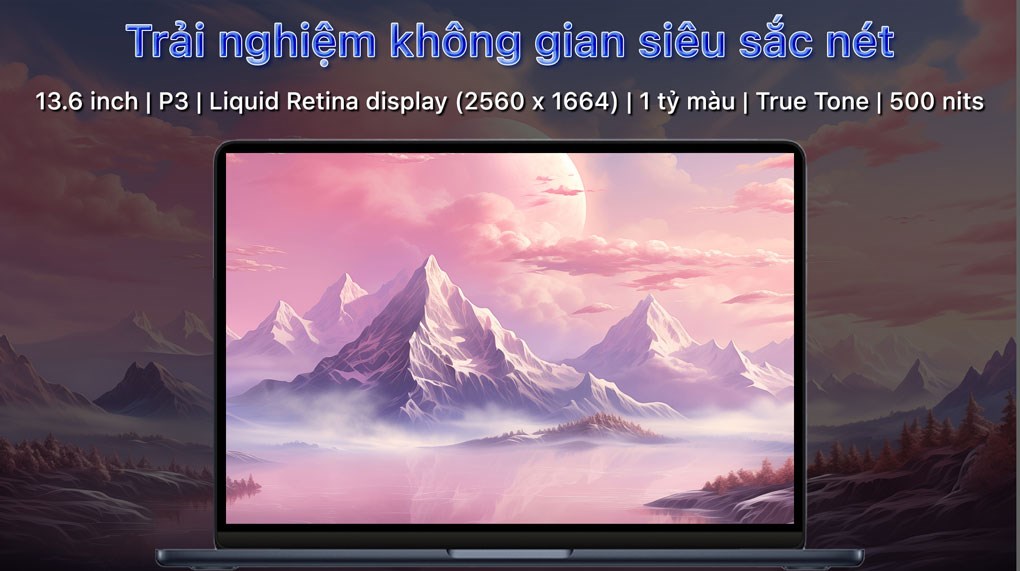 Trải nghiệm không gian siêu sắc nét
13.6 inch | P3 | Liquid Retina display (2560 x 1664) | 1 tỷ màu | True Tone | 500 nits